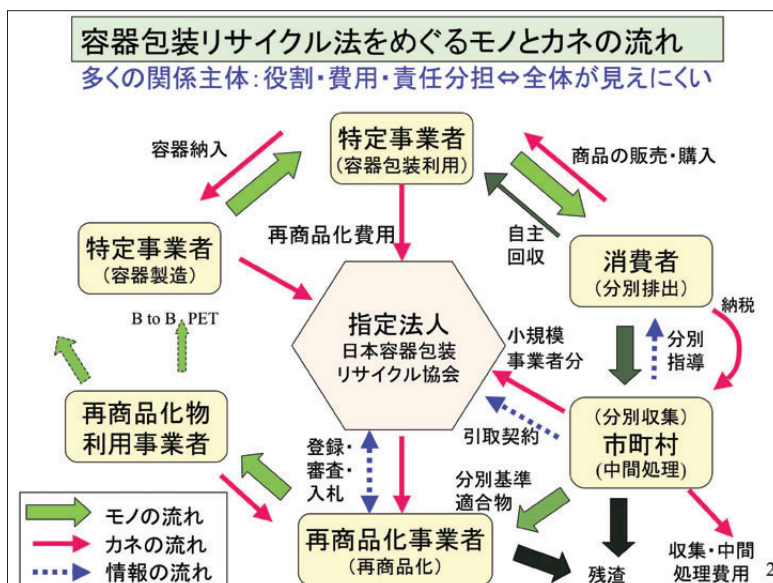 容器包装リサイクル法をめぐるモノとカネの流れ
多くの関係主体:役割・費用・責任分担⇔全体が見えにくい
特定事業者
(容器包装利用)
容器納入
商品の販売・購入
再商品化費用
自主
回収
特定事業者
(容器製造)
消費者
(分別排出)
納税
B to B PET
指定法人
日本容器包装
リサイクル協会
小規模
事業者分
分別
指導
再商品化物
利用事業者
登録・
審査・
入札
引取契約
(分別収集)
市町村
(中間処理)
分別基準
適合物
モノの流れ
カネの流れ
情報の流れ
再商品化事業者
(再商品化)
残渣
収集・中間
処理費用
2